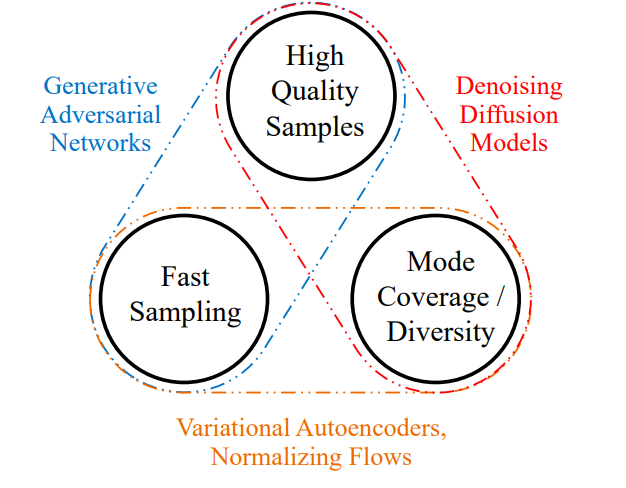 High
Quality
Samples
Generative
Adversarial
Networks
Denoising
Diffusion
Models
Fast
Sampling
Mode
Coverage /
Diversity
Variational Autoencoders,
Normalizing Flows